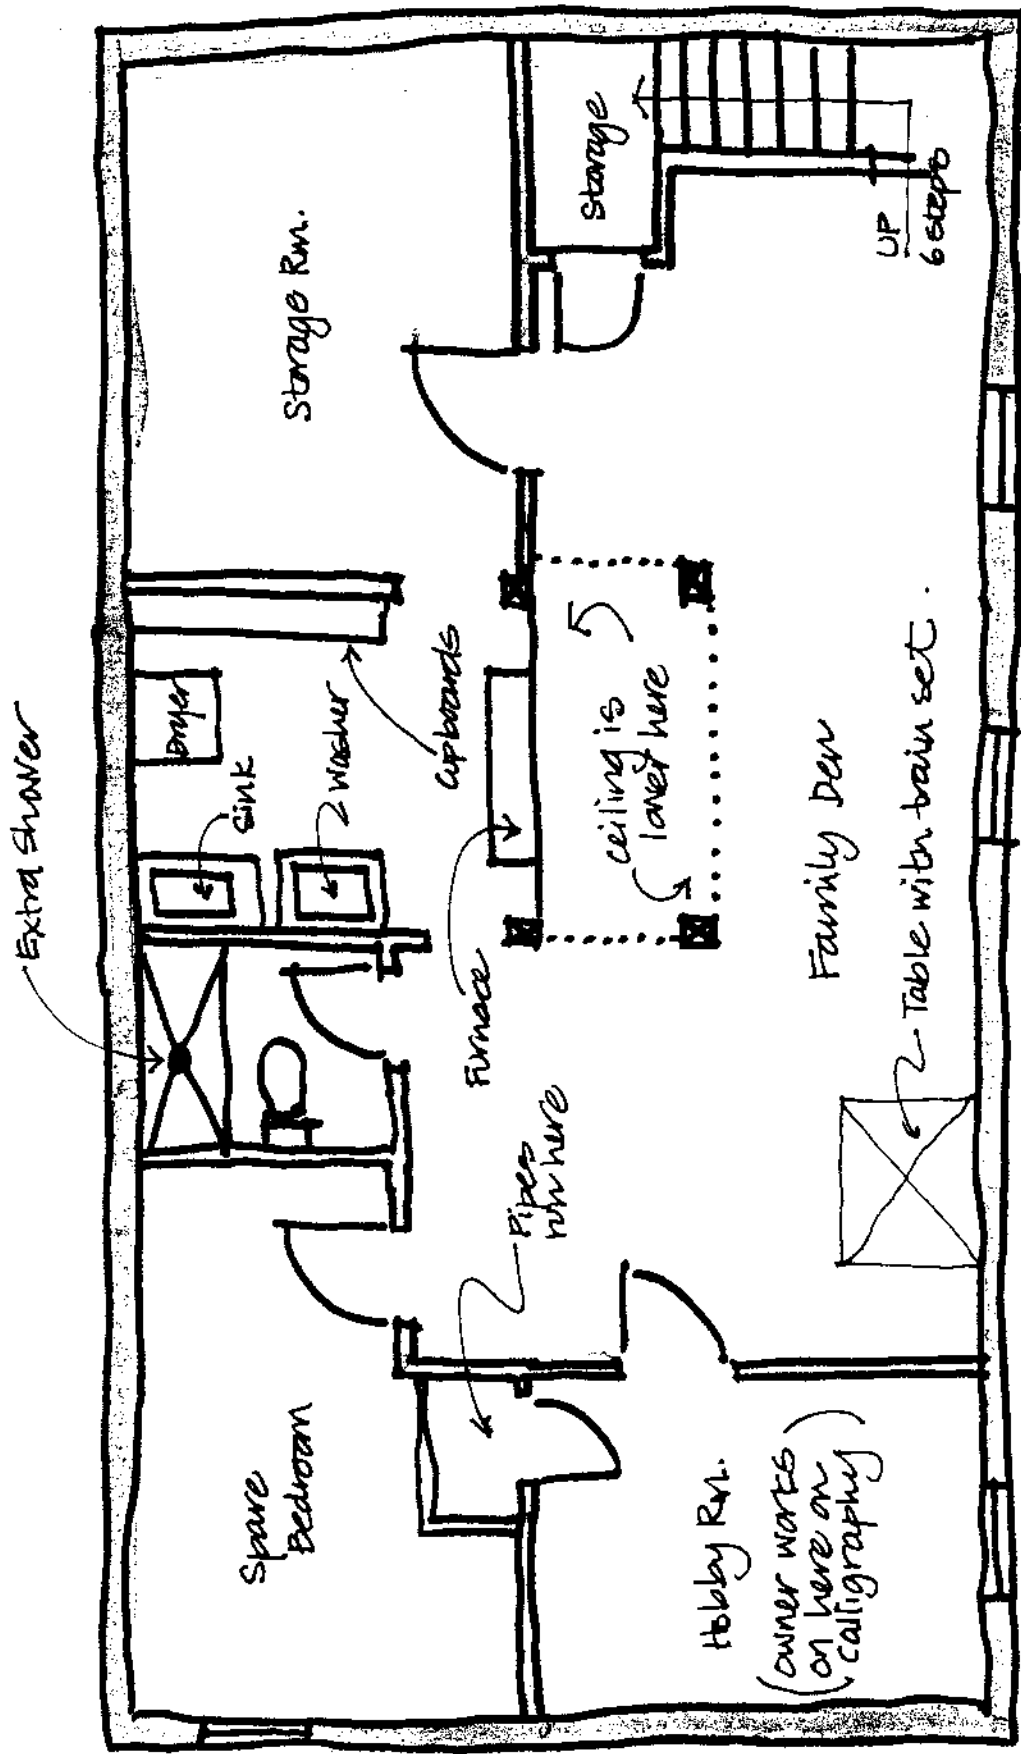 Extra Shower
Storage Rm.
Dryer
Sink
Washer
Cupboards
Storage
UP
6 steps
Spare
Bedroom
Furnace
ceiling is
lower here
Pipes
run here
Family Den
Table with train set.
Hobby Rm.
(owner works
on here on
calligraphy)